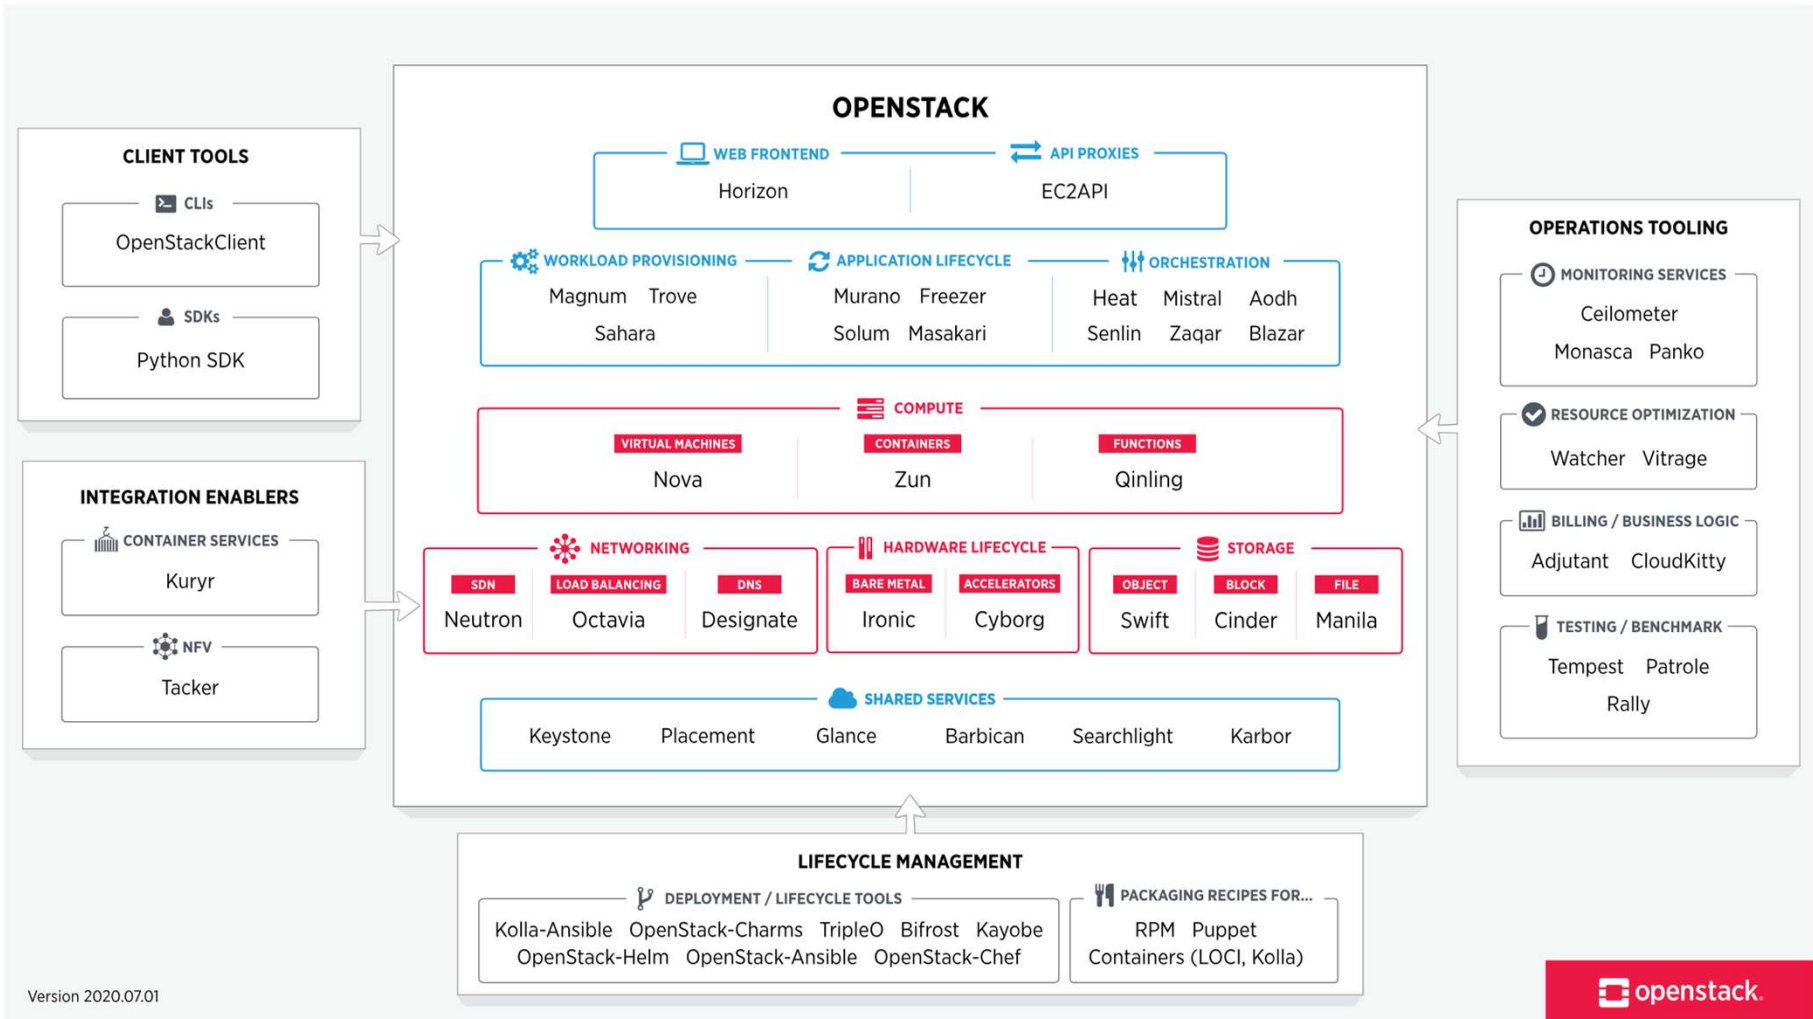 OPENSTACK
WEB FRONTEND
Horizon
API PROXIES
EC2API
WORKLOAD PROVISIONING
Magnum Trove
Sahara
APPLICATION LIFECYCLE
Murano Freezer
Solum Masakari
ORCHESTRATION
Heat Mistral Aodh
Senlin Zaqar Blazar
COMPUTE
VIRTUAL MACHINES
Nova
CONTAINERS
Zun
FUNCTIONS
Qinling
NETWORKING
SDN
Neutron
LOAD BALANCING
Octavia
DNS
Designate
HARDWARE LIFECYCLE
BARE METAL
Ironic
ACCELERATORS
Cyborg
STORAGE
OBJECT
Swift
BLOCK
Cinder
FILE
Manila
SHARED SERVICES
Keystone Placement Glance Barbican Searchlight Karbor
CLIENT TOOLS
CLIs
OpenStackClient
SDKs
Python SDK
INTEGRATION ENABLERS
CONTAINER SERVICES
Kuryr
NFV
Tacker
OPERATIONS TOOLING
MONITORING SERVICES
Ceilometer
Monasca Panko
RESOURCE OPTIMIZATION
Watcher Vitrage
BILLING / BUSINESS LOGIC
Adjutant CloudKitty
TESTING / BENCHMARK
Tempest Patrole
Rally
LIFECYCLE MANAGEMENT
DEPLOYMENT / LIFECYCLE TOOLS
Kolla-Ansible OpenStack-Charms TripleO Bifrost Kayobe
OpenStack-Helm OpenStack-Ansible OpenStack-Chef
PACKAGING RECIPES FOR...
RPM Puppet
Containers (LOCI, Kolla)
Version 2020.07.01
openstack.